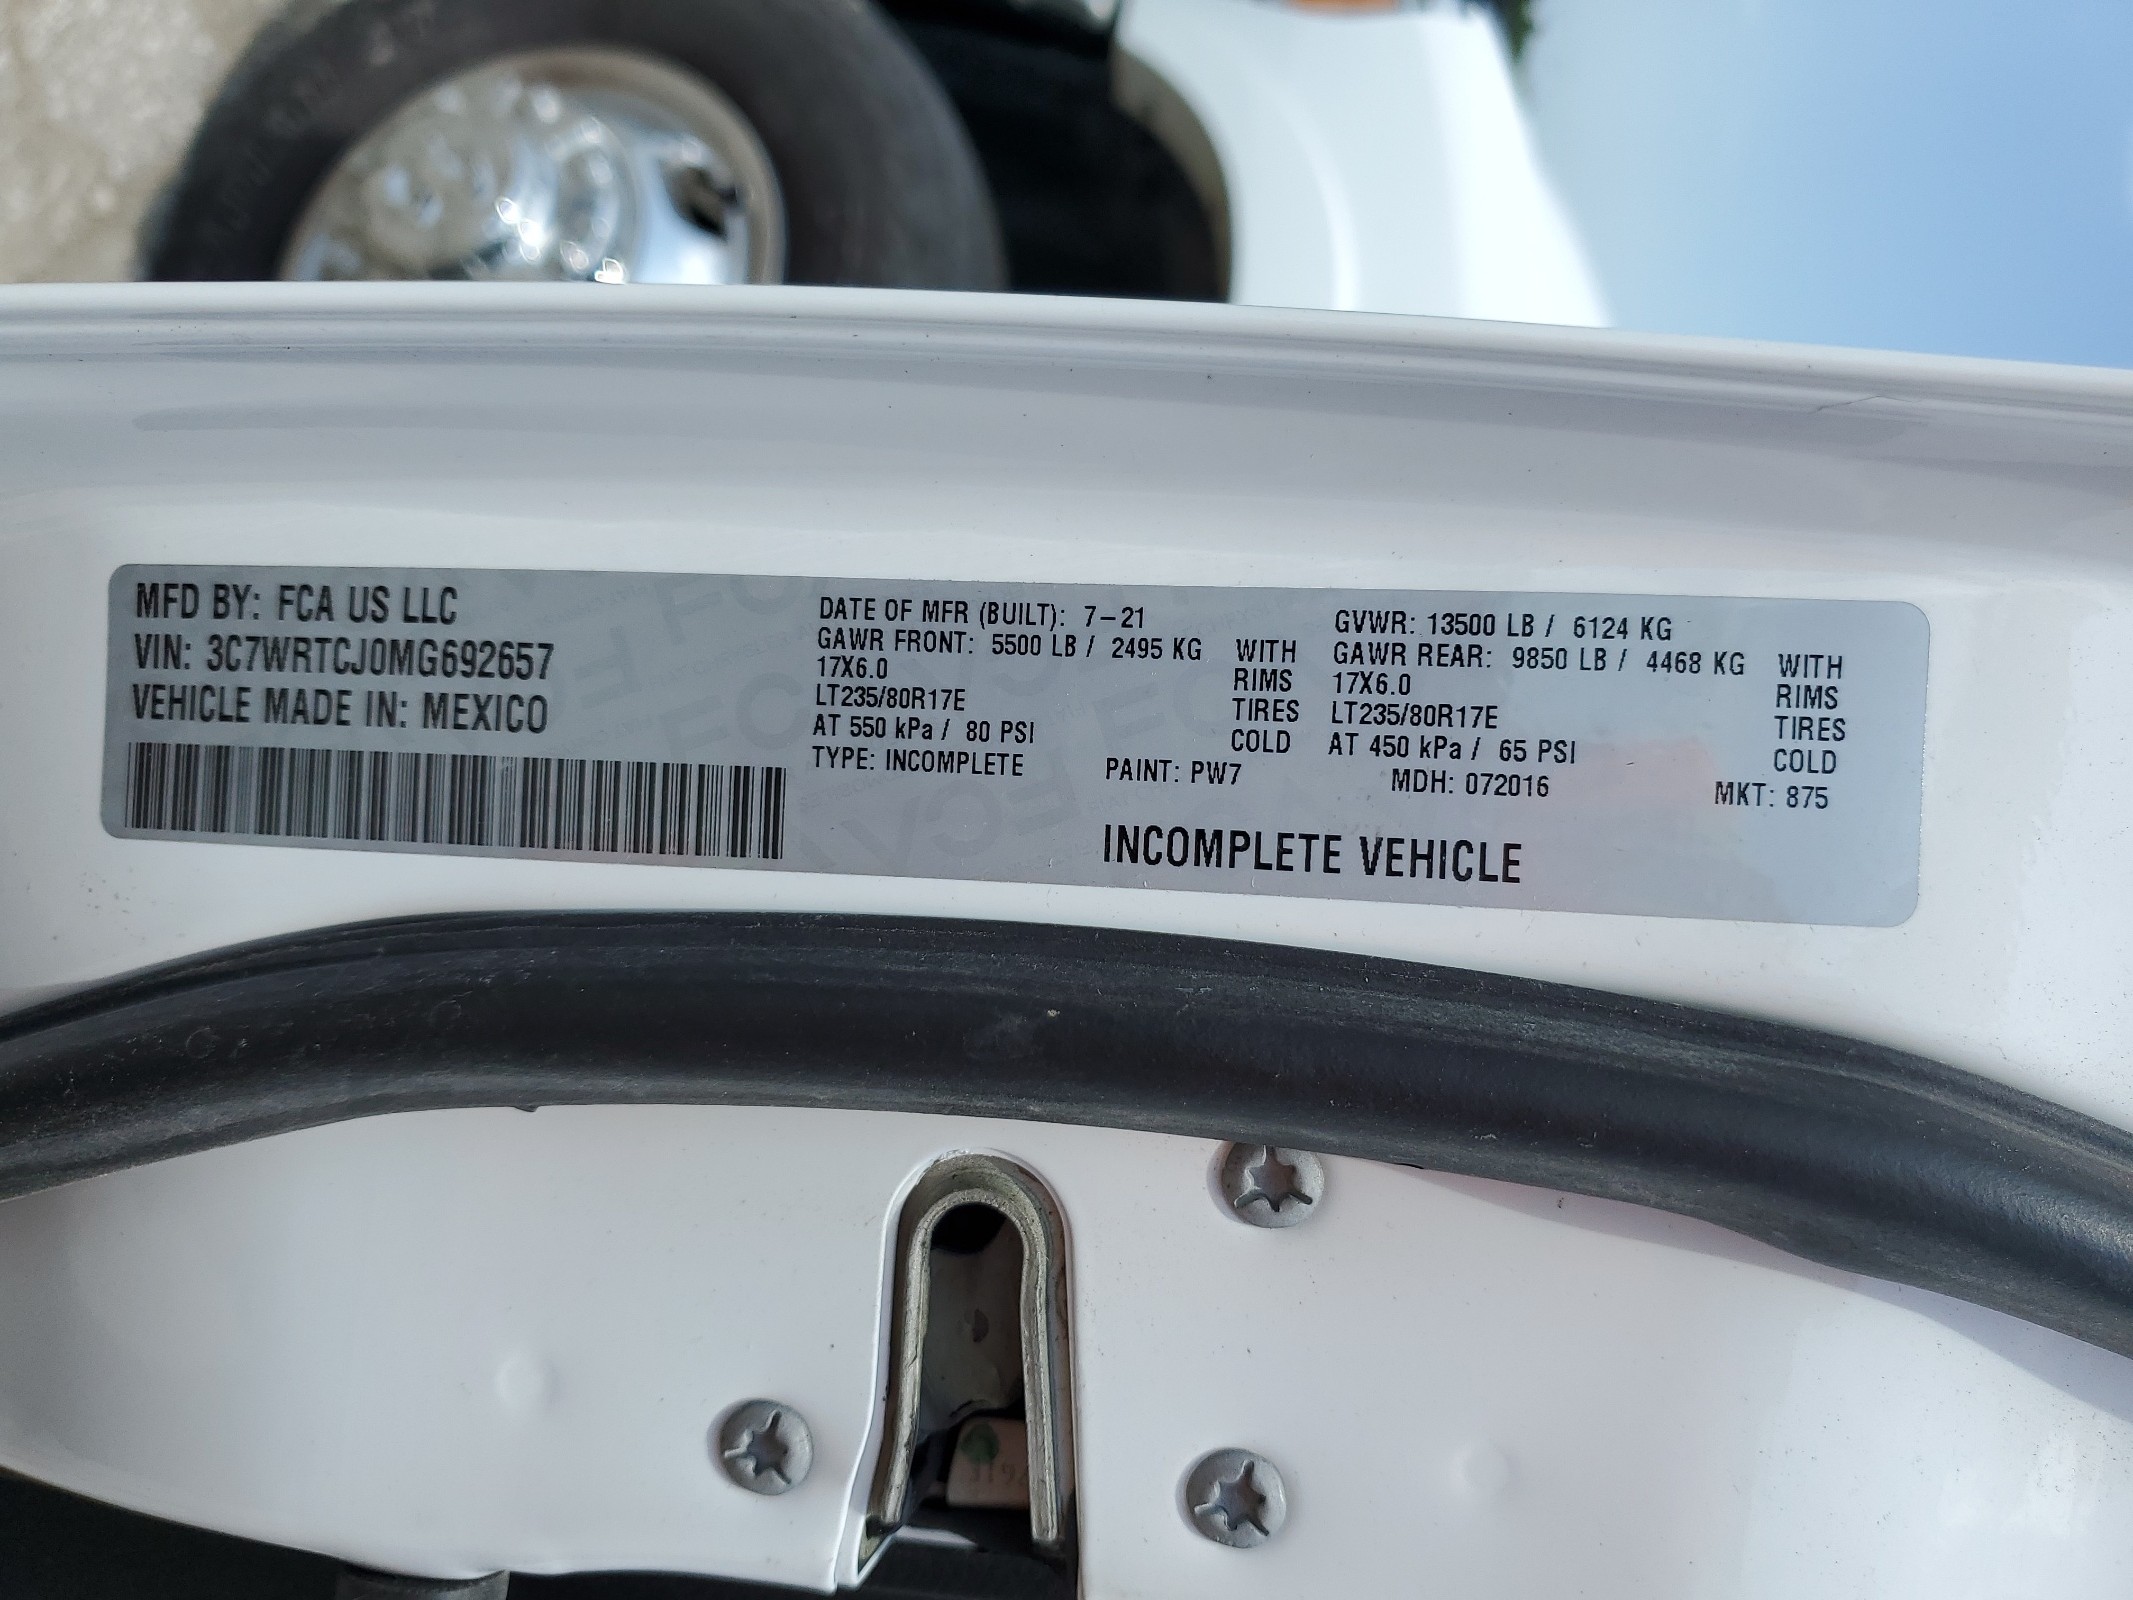 MFD BY: FCA US LLC
VIN: 3C7WRTCJ0MG692657
VEHICLE MADE IN: MEXICO
DATE OF MFR (BUILT): 7-21
GVWR: 13500 LB / 6124 KG
GAWR FRONT: 5500 LB / 2495 KG WITH
17X6.0 RIMS
LT235/80R17E TIRES
AT 550 kPa / 80 PSI COLD
GAWR REAR: 9850 LB / 4468 KG WITH
17X6.0 RIMS
LT235/80R17E TIRES
AT 450 kPa / 65 PSI COLD
TYPE: INCOMPLETE PAINT: PW7 MDH: 072016 MKT: 875
INCOMPLETE VEHICLE